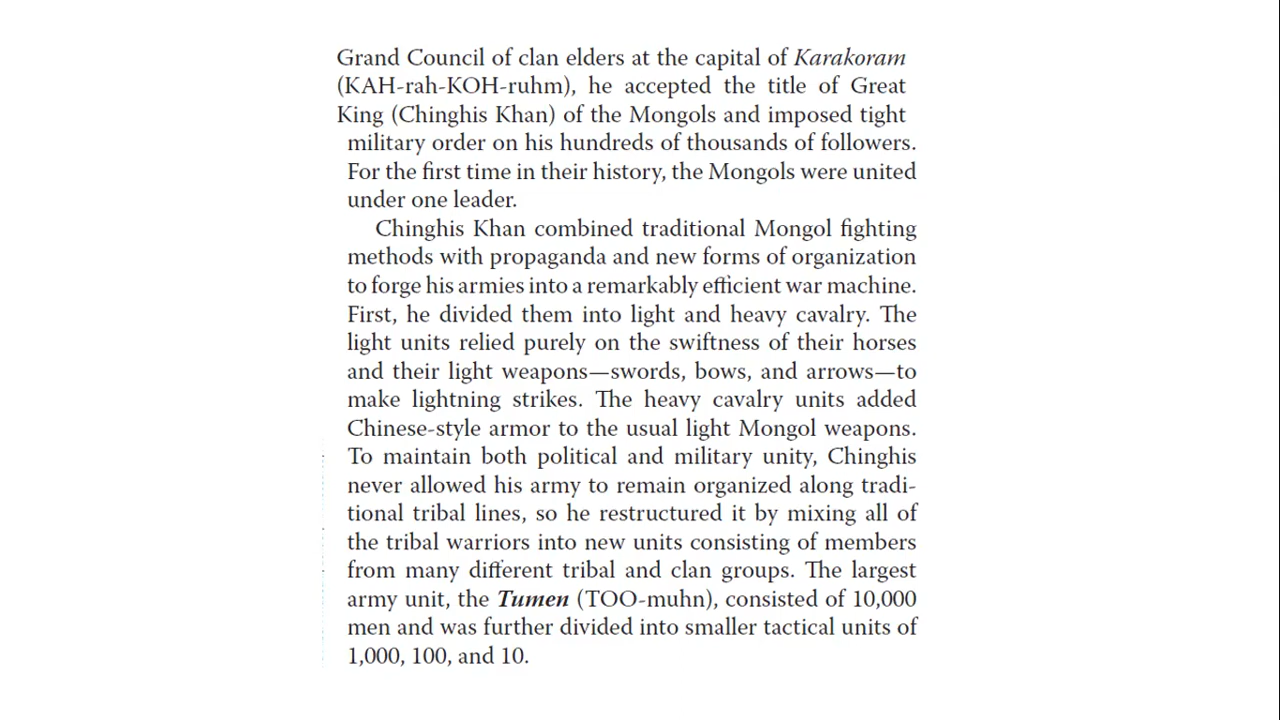 Grand Council of clan elders at the capital of Karakoram
(KAH-rah-KOH-ruhm), he accepted the title of Great
King (Chinghis Khan) of the Mongols and imposed tight
military order on his hundreds of thousands of followers.
For the first time in their history, the Mongols were united
under one leader.
Chinghis Khan combined traditional Mongol fighting
methods with propaganda and new forms of organization
to forge his armies into a remarkably efficient war machine.
First, he divided them into light and heavy cavalry. The
light units relied purely on the swiftness of their horses
and their light weapons—swords, bows, and arrows—to
make lightning strikes. The heavy cavalry units added
Chinese-style armor to the usual light Mongol weapons.
To maintain both political and military unity, Chinghis
never allowed his army to remain organized along tradi-
tional tribal lines, so he restructured it by mixing all of
the tribal warriors into new units consisting of members
from many different tribal and clan groups. The largest
army unit, the Tumen (TOO-muhn), consisted of 10,000
men and was further divided into smaller tactical units of
1,000, 100, and 10.